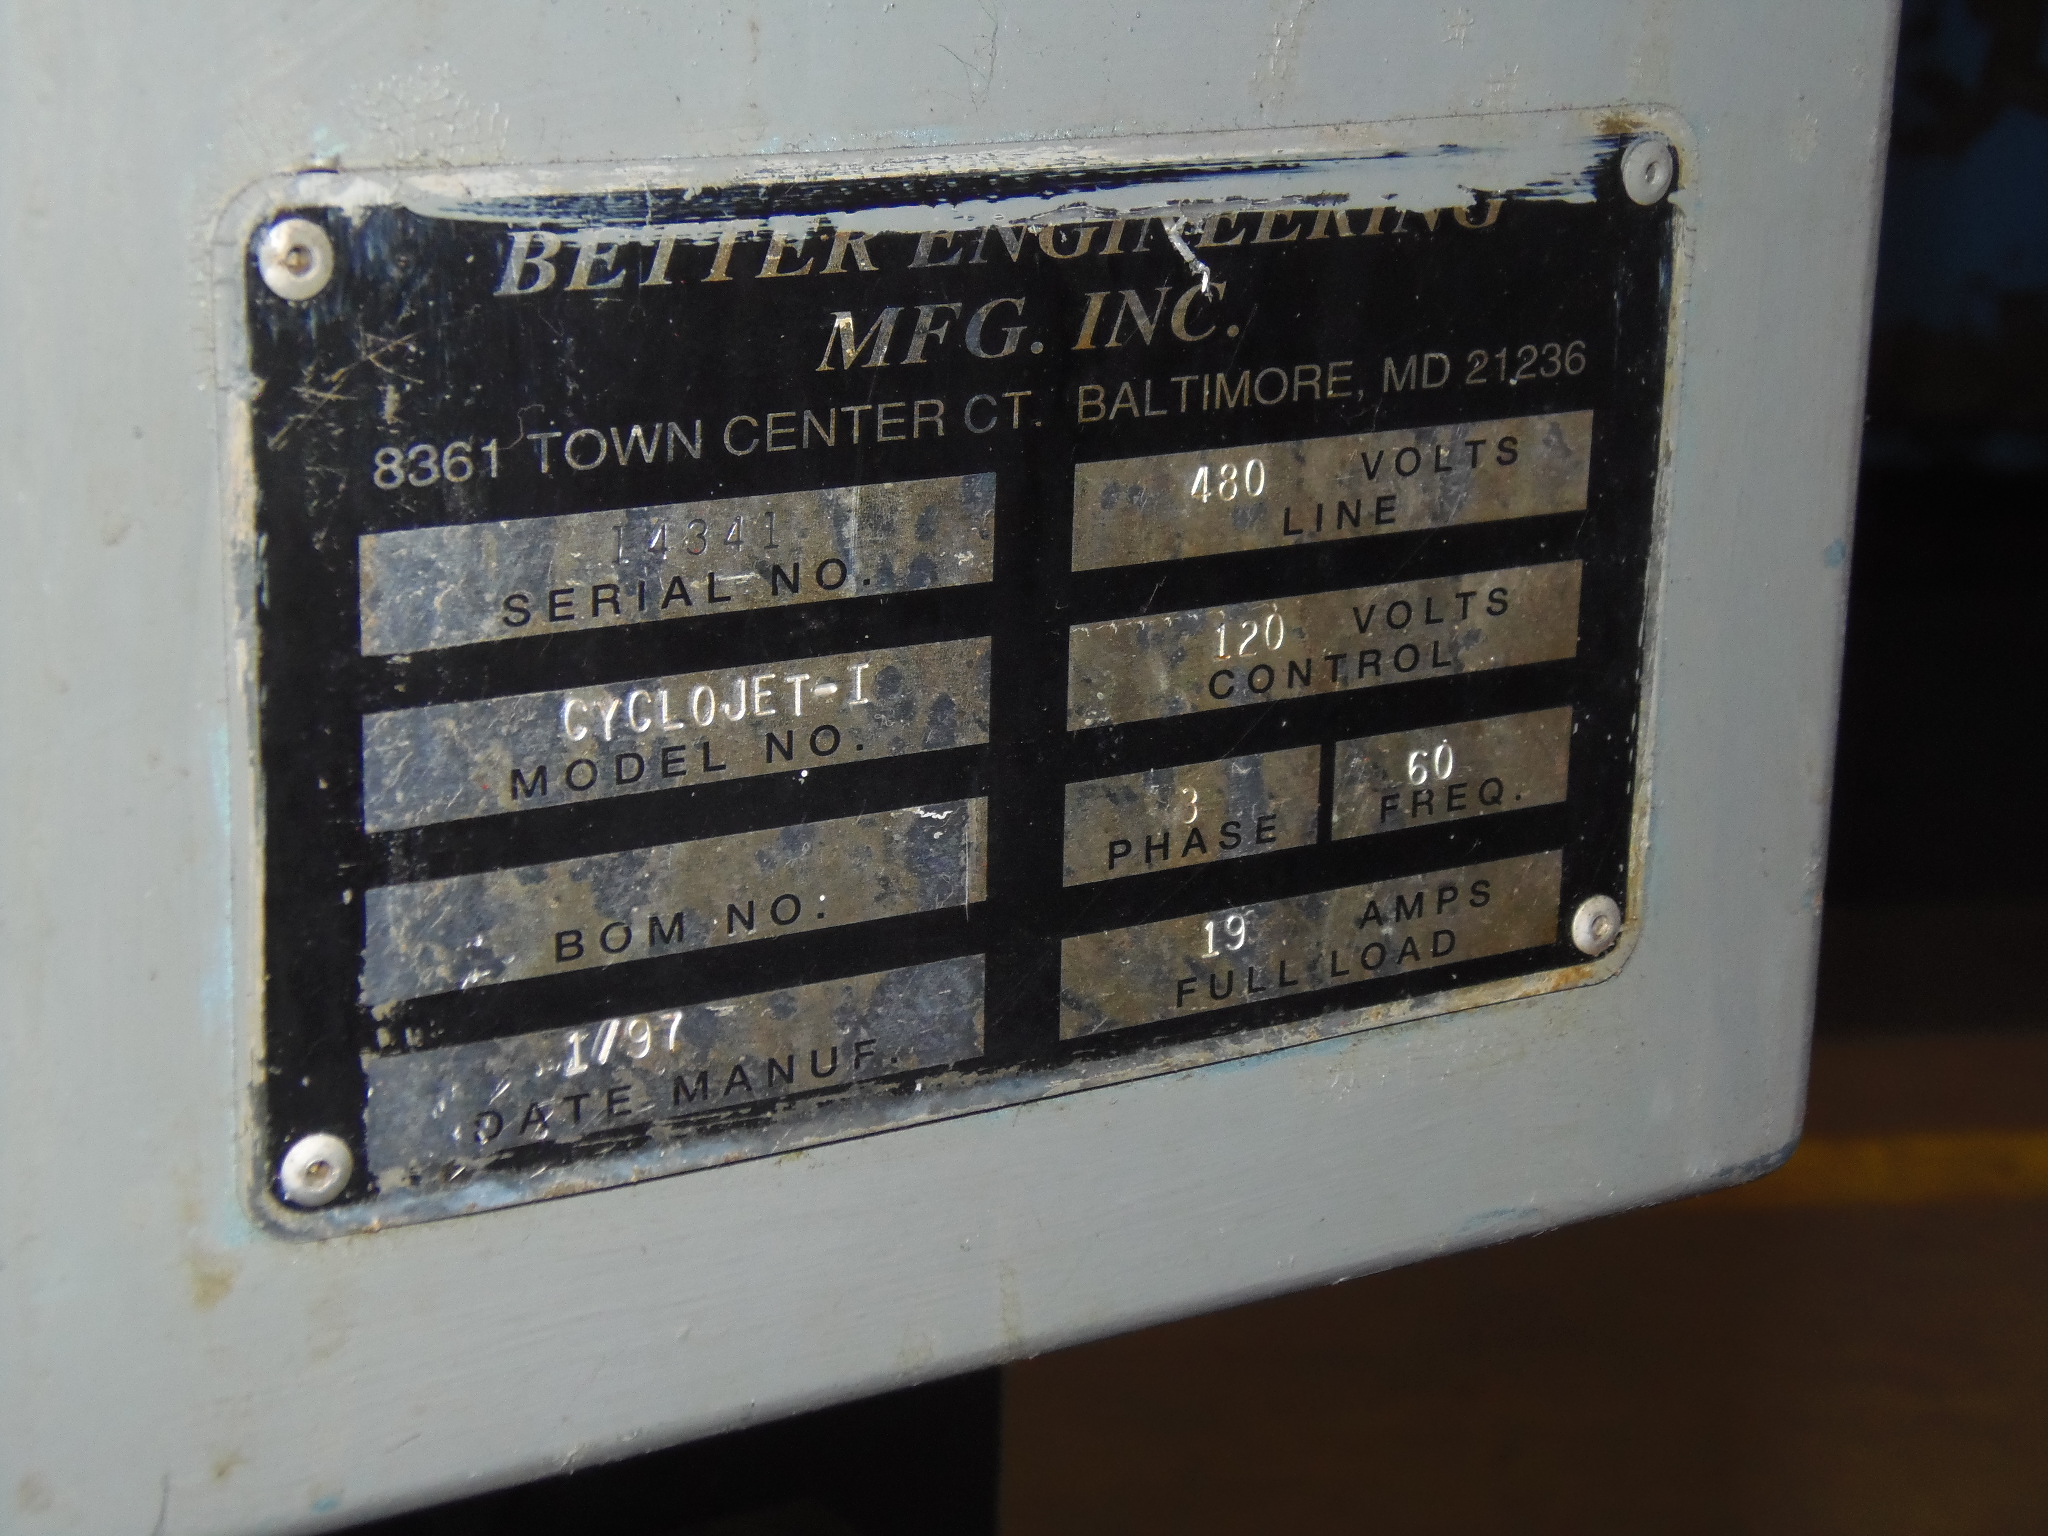 BETTER ENGINEERING
MFG. INC.
8361 TOWN CENTER CT. BALTIMORE, MD 21236
14341
SERIAL NO.
CYCLOJET-I
MODEL NO.
BOM NO.
1/97
DATE MANUF.
480 VOLTS
LINE
120 VOLTS
CONTROL
3
PHASE
60
FREQ.
19 AMPS
FULL LOAD